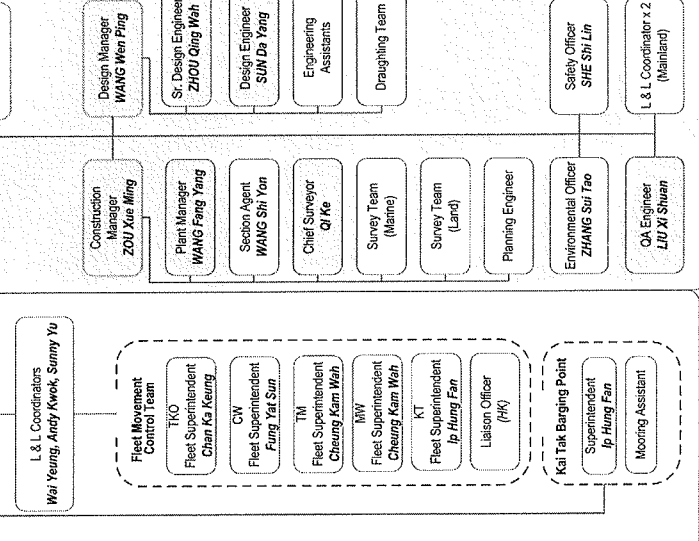 Design Manager
WANG Wen Ping
Sr. Design Engineer
ZHOU Qing Wah
Design Engineer
SUN Da Yang
Engineering
Assistants
Draughting Team
Safety Officer
SHE Shi Lin
L & L Coordinator x 2
(Mainland)
Construction
Manager
ZOU Xue Ming
Plant Manager
WANG Fang Yang
Section Agent
WANG Shi Yon
Chief Surveyor
QI Ke
Survey Team
(Marine)
Survey Team
(Land)
Planning Engineer
Environmental Officer
ZHANG Sui Tao
QA Engineer
LIU Xi Shuan
L & L Coordinators
Wai Yeung, Andy Kwok, Sunny Yu
Fleet Movement
Control Team
TKO
Fleet Superintendent
Chan Ka Keung
CW
Fleet Superintendent
Fung Yat Sun
TM
Fleet Superintendent
Cheung Kam Wah
MW
Fleet Superintendent
Cheung Kam Wah
KT
Fleet Superintendent
Ip Hung Fan
Liaison Officer
(HK)
Kai Tak Barging Point
Superintendent
Ip Hung Fan
Mooring Assistant